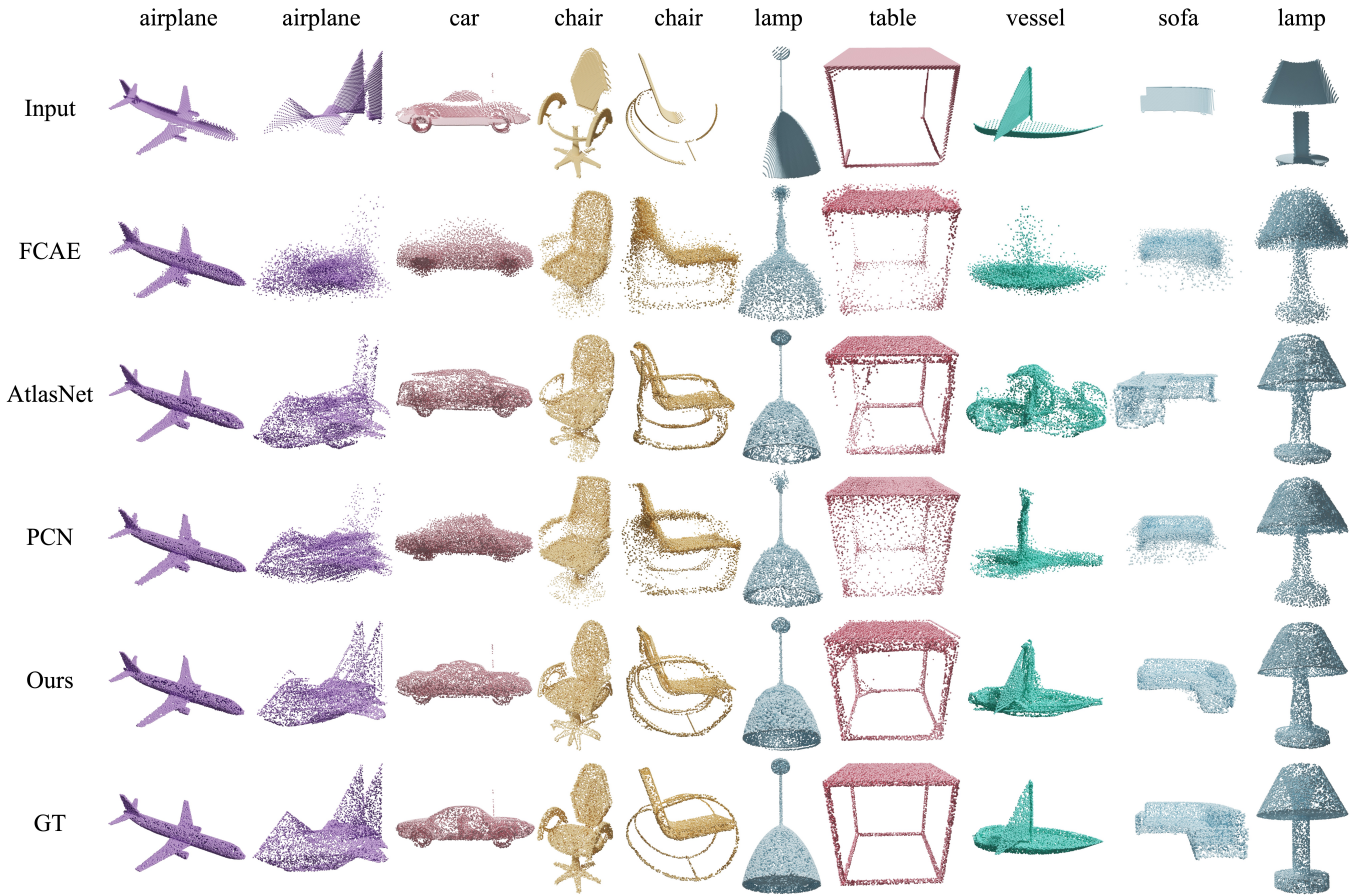 airplane airplane car chair chair lamp table vessel sofa lamp
Input
FCAE
AtlasNet
PCN
Ours
GT